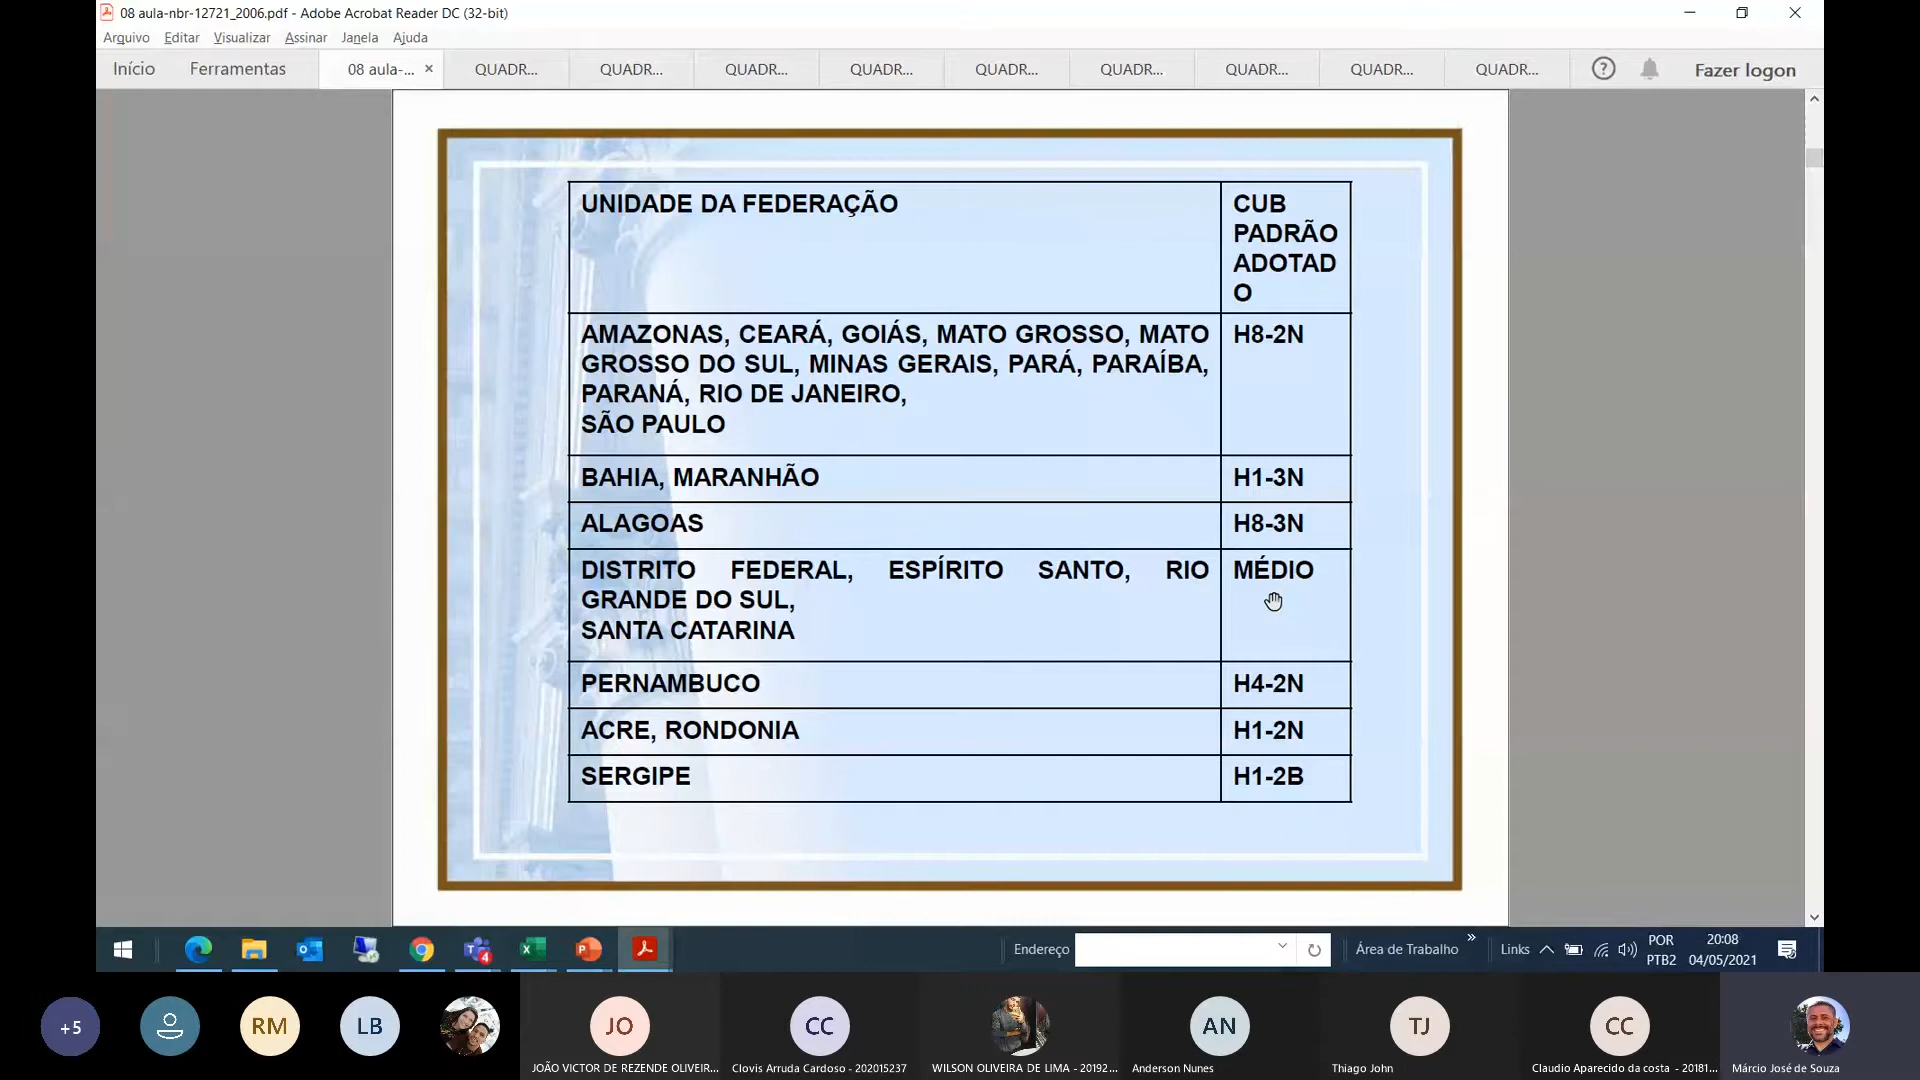 08 aula-nbr-12721_2006.pdf - Adobe Acrobat Reader DC (32-bit)
Arquivo Editar Visualizar Assinar Janela Ajuda
Início Ferramentas 08 aula-... × QUADR... QUADR... QUADR... QUADR... QUADR... QUADR... QUADR... QUADR... QUADR... ? Fazer logon
UNIDADE DA FEDERAÇÃO
CUB
PADRÃO
ADOTAD
O
AMAZONAS, CEARÁ, GOIÁS, MATO GROSSO, MATO
GROSSO DO SUL, MINAS GERAIS, PARÁ, PARAÍBA,
PARANÁ, RIO DE JANEIRO,
SÃO PAULO
H8-2N
BAHIA, MARANHÃO
H1-3N
ALAGOAS
H8-3N
DISTRITO FEDERAL, ESPÍRITO SANTO, RIO
GRANDE DO SUL,
SANTA CATARINA
MÉDIO
PERNAMBUCO
H4-2N
ACRE, RONDONIA
H1-2N
SERGIPE
H1-2B
4
Endereço
Área de Trabalho »
Links
POR
PTB2
20:08
04/05/2021
+5
RM
LB
JO
CC
AN
TJ
CC
JOÃO VICTOR DE REZENDE OLIVEIR...
Clovis Arruda Cardoso - 202015237
WILSON OLIVEIRA DE LIMA - 20192...
Anderson Nunes
Thiago John
Claudio Aparecido da costa - 20181...
Márcio José de Souza